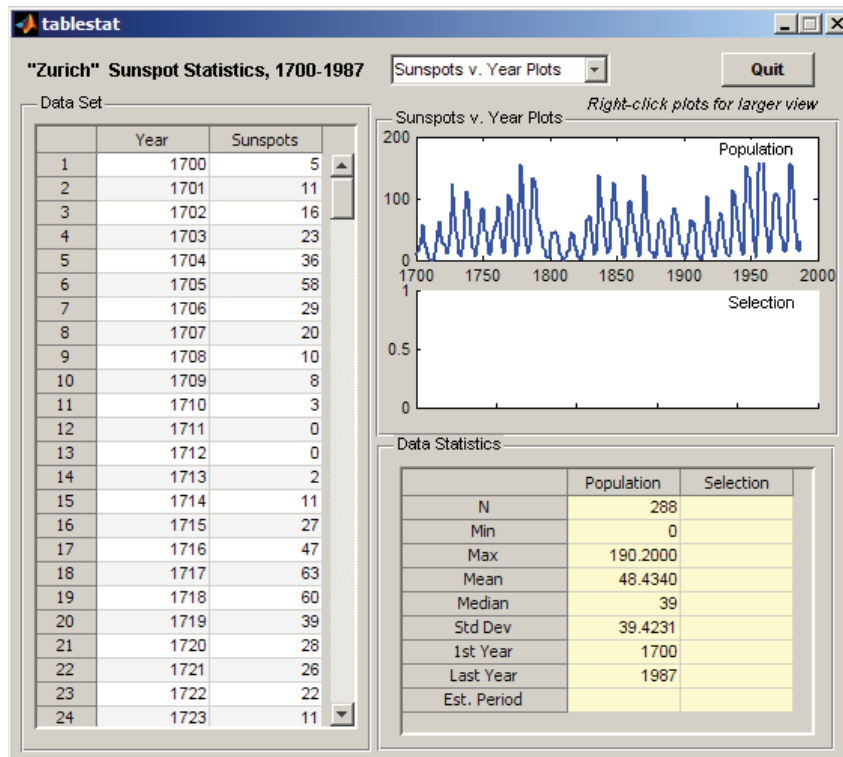 tablestat
"Zurich" Sunspot Statistics, 1700-1987
Sunspots v. Year Plots
Quit
Right-click plots for larger view
Data Set
Year Sunspots
1 1700 5
2 1701 11
3 1702 16
4 1703 23
5 1704 36
6 1705 58
7 1706 29
8 1707 20
9 1708 10
10 1709 8
11 1710 3
12 1711 0
13 1712 0
14 1713 2
15 1714 11
16 1715 27
17 1716 47
18 1717 63
19 1718 60
20 1719 39
21 1720 28
22 1721 26
23 1722 22
24 1723 11
Sunspots v. Year Plots
200
Population
100
0
1700 1750 1800 1850 1900 1950 2000
1
Selection
0.5
0
Data Statistics
Population Selection
N 288
Min 0
Max 190.2000
Mean 48.4340
Median 39
Std Dev 39.4231
1st Year 1700
Last Year 1987
Est. Period